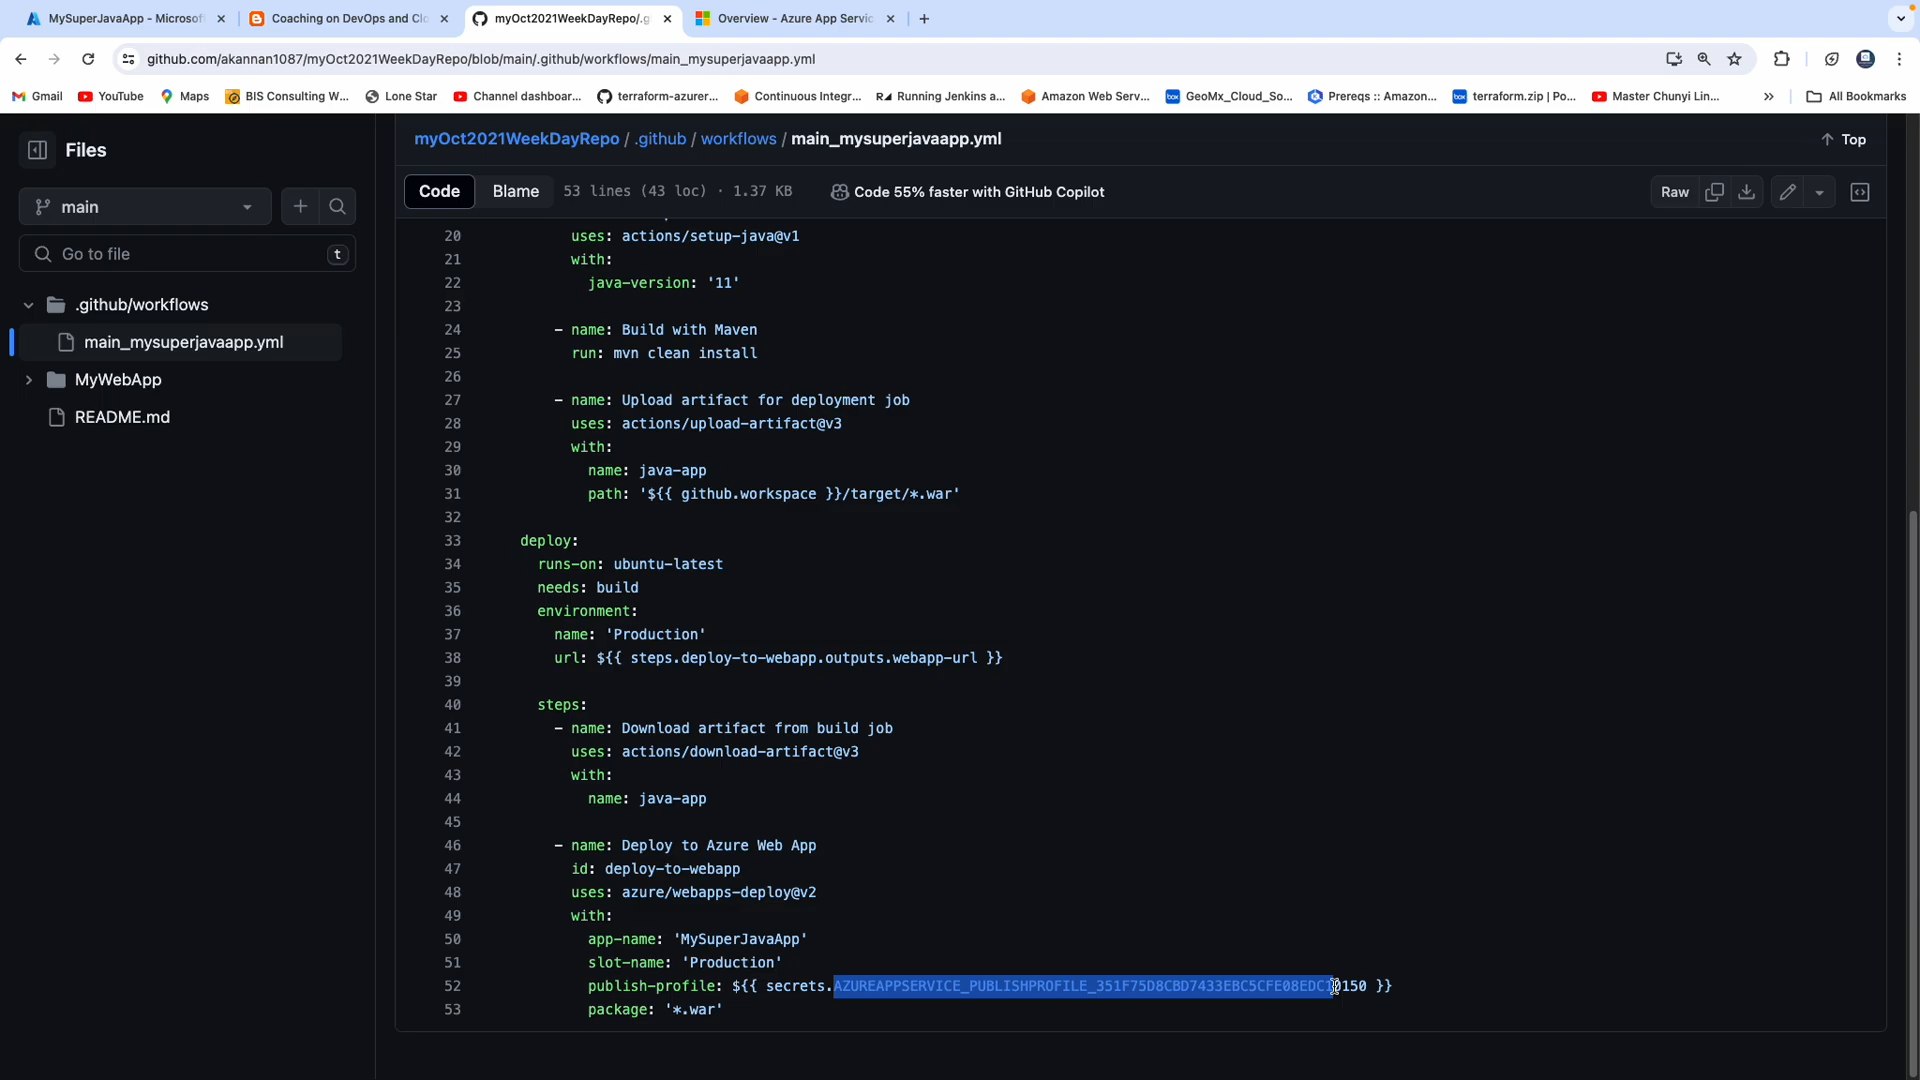 MySuperJavaApp - Microsof
Coaching on DevOps and Clo
myOct2021WeekDayRepo/.g
Overview - Azure App Servic
github.com/akannan1087/myOct2021WeekDayRepo/blob/main/.github/workflows/main_mysuperjavaapp.yml
Gmail
YouTube
Maps
BIS Consulting W...
Lone Star
Channel dashboar...
terraform-azurer...
Continuous Integr...
Running Jenkins a...
Amazon Web Serv...
GeoMx_Cloud_So...
Prereqs :: Amazon...
terraform.zip | Po...
Master Chunyi Lin...
All Bookmarks
Files
main
Go to file
t
.github/workflows
main_mysuperjavaapp.yml
MyWebApp
README.md
myOct2021WeekDayRepo / .github / workflows / main_mysuperjavaapp.yml
Top
Code
Blame
53 lines (43 loc) · 1.37 KB
Code 55% faster with GitHub Copilot
Raw
20 uses: actions/setup-java@v1
21 with:
22 java-version: '11'
23
24 - name: Build with Maven
25 run: mvn clean install
26
27 - name: Upload artifact for deployment job
28 uses: actions/upload-artifact@v3
29 with:
30 name: java-app
31 path: '${{ github.workspace }}/target/*.war'
32
33 deploy:
34 runs-on: ubuntu-latest
35 needs: build
36 environment:
37 name: 'Production'
38 url: ${{ steps.deploy-to-webapp.outputs.webapp-url }}
39
40 steps:
41 - name: Download artifact from build job
42 uses: actions/download-artifact@v3
43 with:
44 name: java-app
45
46 - name: Deploy to Azure Web App
47 id: deploy-to-webapp
48 uses: azure/webapps-deploy@v2
49 with:
50 app-name: 'MySuperJavaApp'
51 slot-name: 'Production'
52 publish-profile: ${{ secrets.AZUREAPPSERVICE_PUBLISHPROFILE_351F75D8CBD7433EBC5CFE08EDC10150 }}
53 package: '*.war'